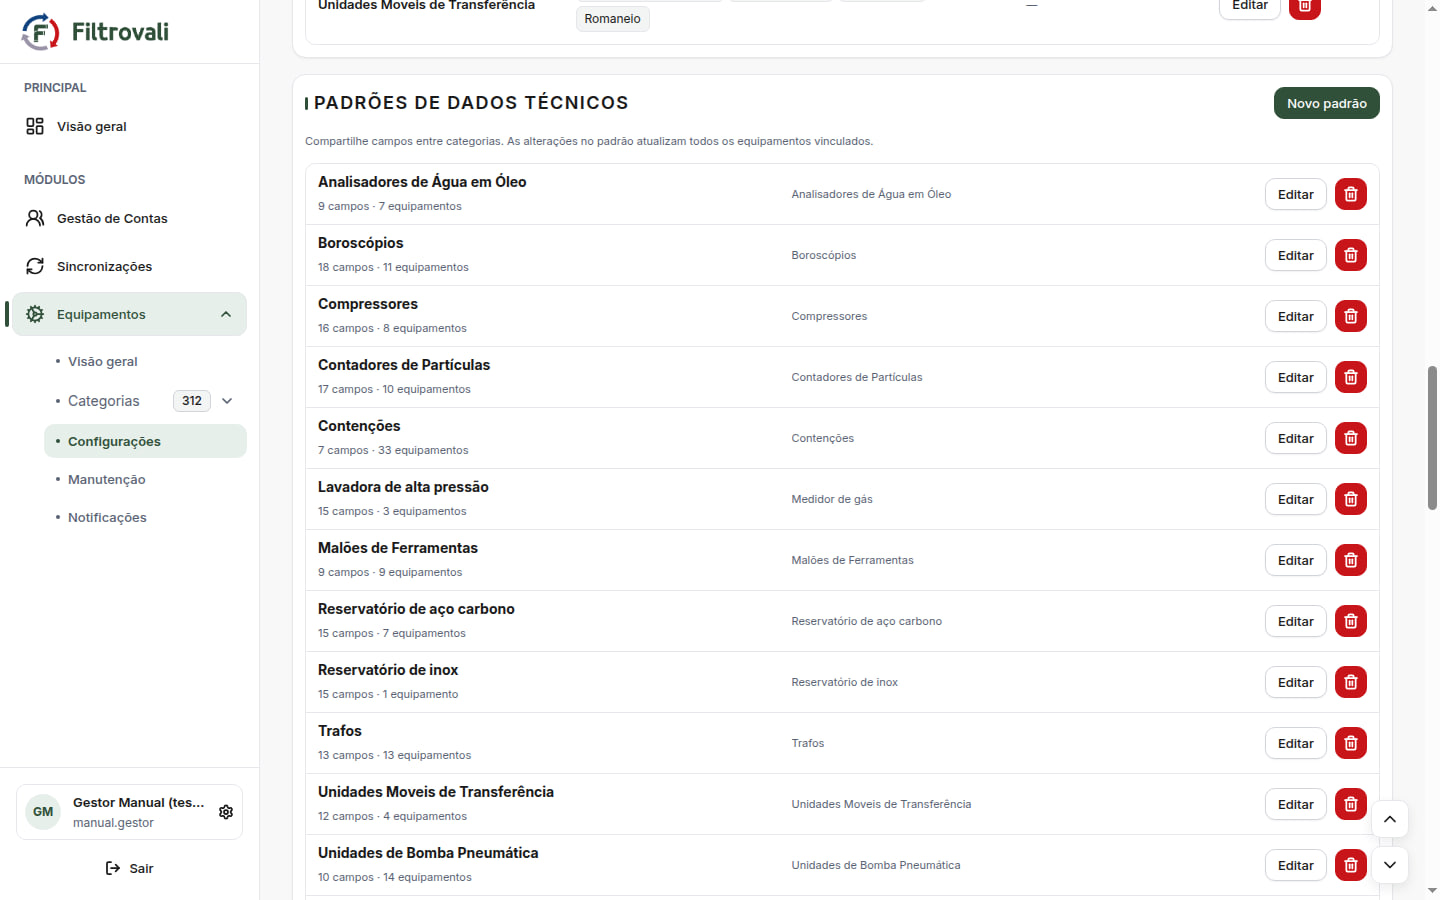 Filtrovali
PRINCIPAL
Visão geral
MÓDULOS
Gestão de Contas
Sincronizações
Equipamentos
• Visão geral
• Categorias 312
• Configurações
• Manutenção
• Notificações
GM
Gestor Manual (tes...
manual.gestor
Sair
Unidades Moveis de Transferência — Editar
Romaneio
PADRÕES DE DADOS TÉCNICOS
Novo padrão
Compartilhe campos entre categorias. As alterações no padrão atualizam todos os equipamentos vinculados.
Analisadores de Água em Óleo
9 campos · 7 equipamentos
Analisadores de Água em Óleo
Editar
Boroscópios
18 campos · 11 equipamentos
Boroscópios
Editar
Compressores
16 campos · 8 equipamentos
Compressores
Editar
Contadores de Partículas
17 campos · 10 equipamentos
Contadores de Partículas
Editar
Contenções
7 campos · 33 equipamentos
Contenções
Editar
Lavadora de alta pressão
15 campos · 3 equipamentos
Medidor de gás
Editar
Malões de Ferramentas
9 campos · 9 equipamentos
Malões de Ferramentas
Editar
Reservatório de aço carbono
15 campos · 7 equipamentos
Reservatório de aço carbono
Editar
Reservatório de inox
15 campos · 1 equipamento
Reservatório de inox
Editar
Trafos
13 campos · 13 equipamentos
Trafos
Editar
Unidades Moveis de Transferência
12 campos · 4 equipamentos
Unidades Moveis de Transferência
Editar
Unidades de Bomba Pneumática
10 campos · 14 equipamentos
Unidades de Bomba Pneumática
Editar